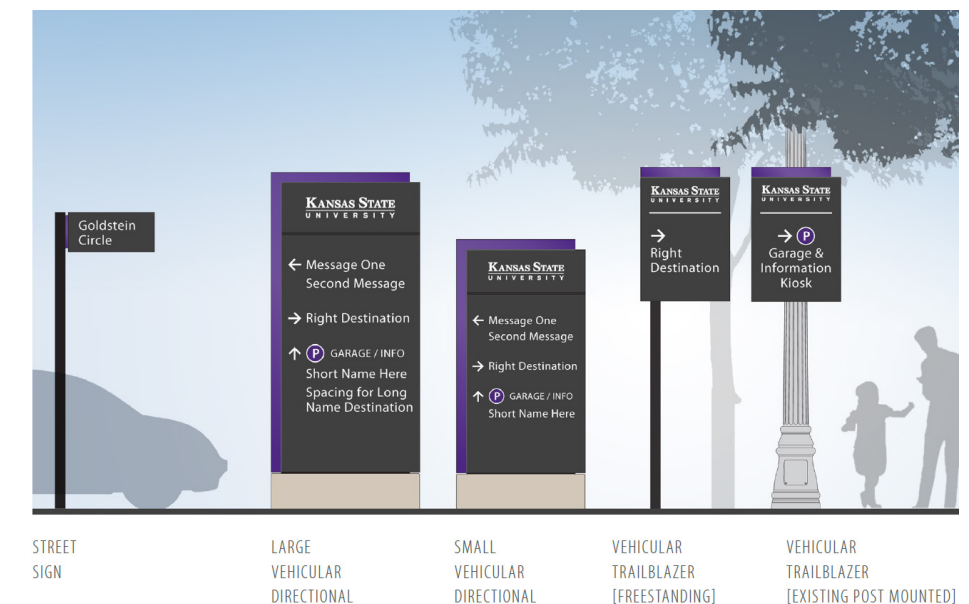 Goldstein
Circle
KANSAS STATE
UNIVERSITY
← Message One
Second Message
→ Right Destination
↑ P GARAGE / INFO
Short Name Here
Spacing for Long
Name Destination
KANSAS STATE
UNIVERSITY
← Message One
Second Message
→ Right Destination
↑ P GARAGE / INFO
Short Name Here
KANSAS STATE
UNIVERSITY
→
Right
Destination
KANSAS STATE
UNIVERSITY
→ P
Garage &
Information
Kiosk
STREET
SIGN
LARGE
VEHICULAR
DIRECTIONAL
SMALL
VEHICULAR
DIRECTIONAL
VEHICULAR
TRAILBLAZER
[FREESTANDING]
VEHICULAR
TRAILBLAZER
[EXISTING POST MOUNTED]